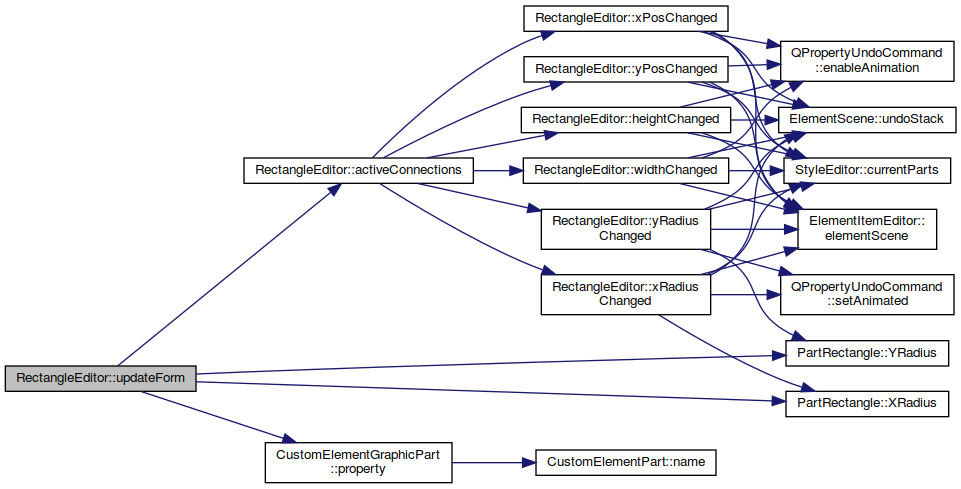 RectangleEditor::xPosChanged
QPropertyUndoCommand
::enableAnimation
RectangleEditor::yPosChanged
RectangleEditor::heightChanged
ElementScene::undoStack
RectangleEditor::activeConnections
RectangleEditor::widthChanged
StyleEditor::currentParts
RectangleEditor::yRadius
Changed
ElementItemEditor::
elementScene
RectangleEditor::xRadius
Changed
QPropertyUndoCommand
::setAnimated
PartRectangle::YRadius
RectangleEditor::updateForm
PartRectangle::XRadius
CustomElementGraphicPart
::property
CustomElementPart::name